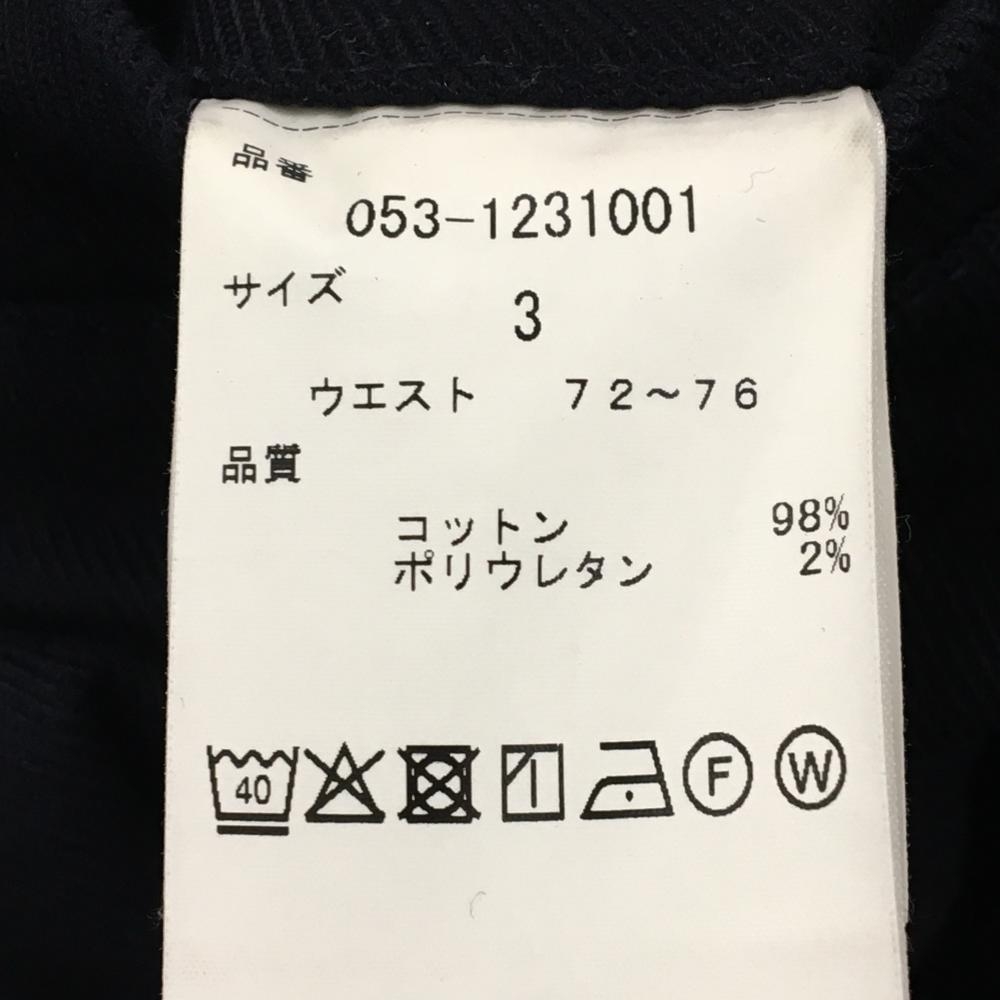 品番
053-1231001
サイズ
3
ウエスト 72~76
品質
コットン 98%
ポリウレタン 2%
40 F W